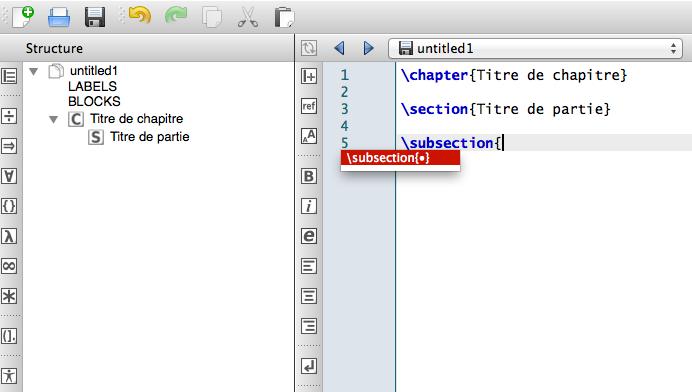 Structure
untitled1
LABELS
BLOCKS
C Titre de chapitre
S Titre de partie
÷
⇒
∀
{}
λ
∞
∗
(].
ref
AA
B
i
e
untitled1
1 \chapter{Titre de chapitre}
2
3 \section{Titre de partie}
4
5 \subsection{
\subsection{•}